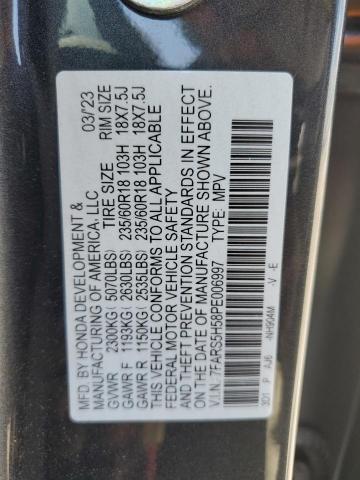 MFD. BY HONDA DEVELOPMENT & 03/23
MANUFACTURING OF AMERICA, LLC
TIRE SIZE RIM SIZE
GVWR 2300KG( 5070LBS)
GAWR F 1193KG( 2630LBS) 235/60R18 103H 18X7.5J
GAWR R 1150KG( 2535LBS) 235/60R18 103H 18X7.5J
THIS VEHICLE CONFORMS TO ALL APPLICABLE
FEDERAL MOTOR VEHICLE SAFETY
AND THEFT PREVENTION STANDARDS IN EFFECT
ON THE DATE OF MANUFACTURE SHOWN ABOVE.
V.I.N. 7FARS5H58PE006997 TYPE: MPV
3D1 P AJ6 -NH904M -V -E